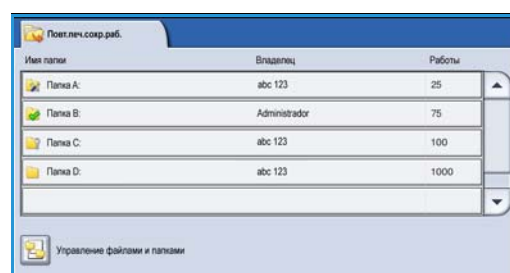 Повт.печ.сохр.раб.
Имя папки Владелец Работы
Папка A: abc 123 25
Папка B: Administrador 75
Папка C: abc 123 100
Папка D: abc 123 1000
Управление файлами и папками